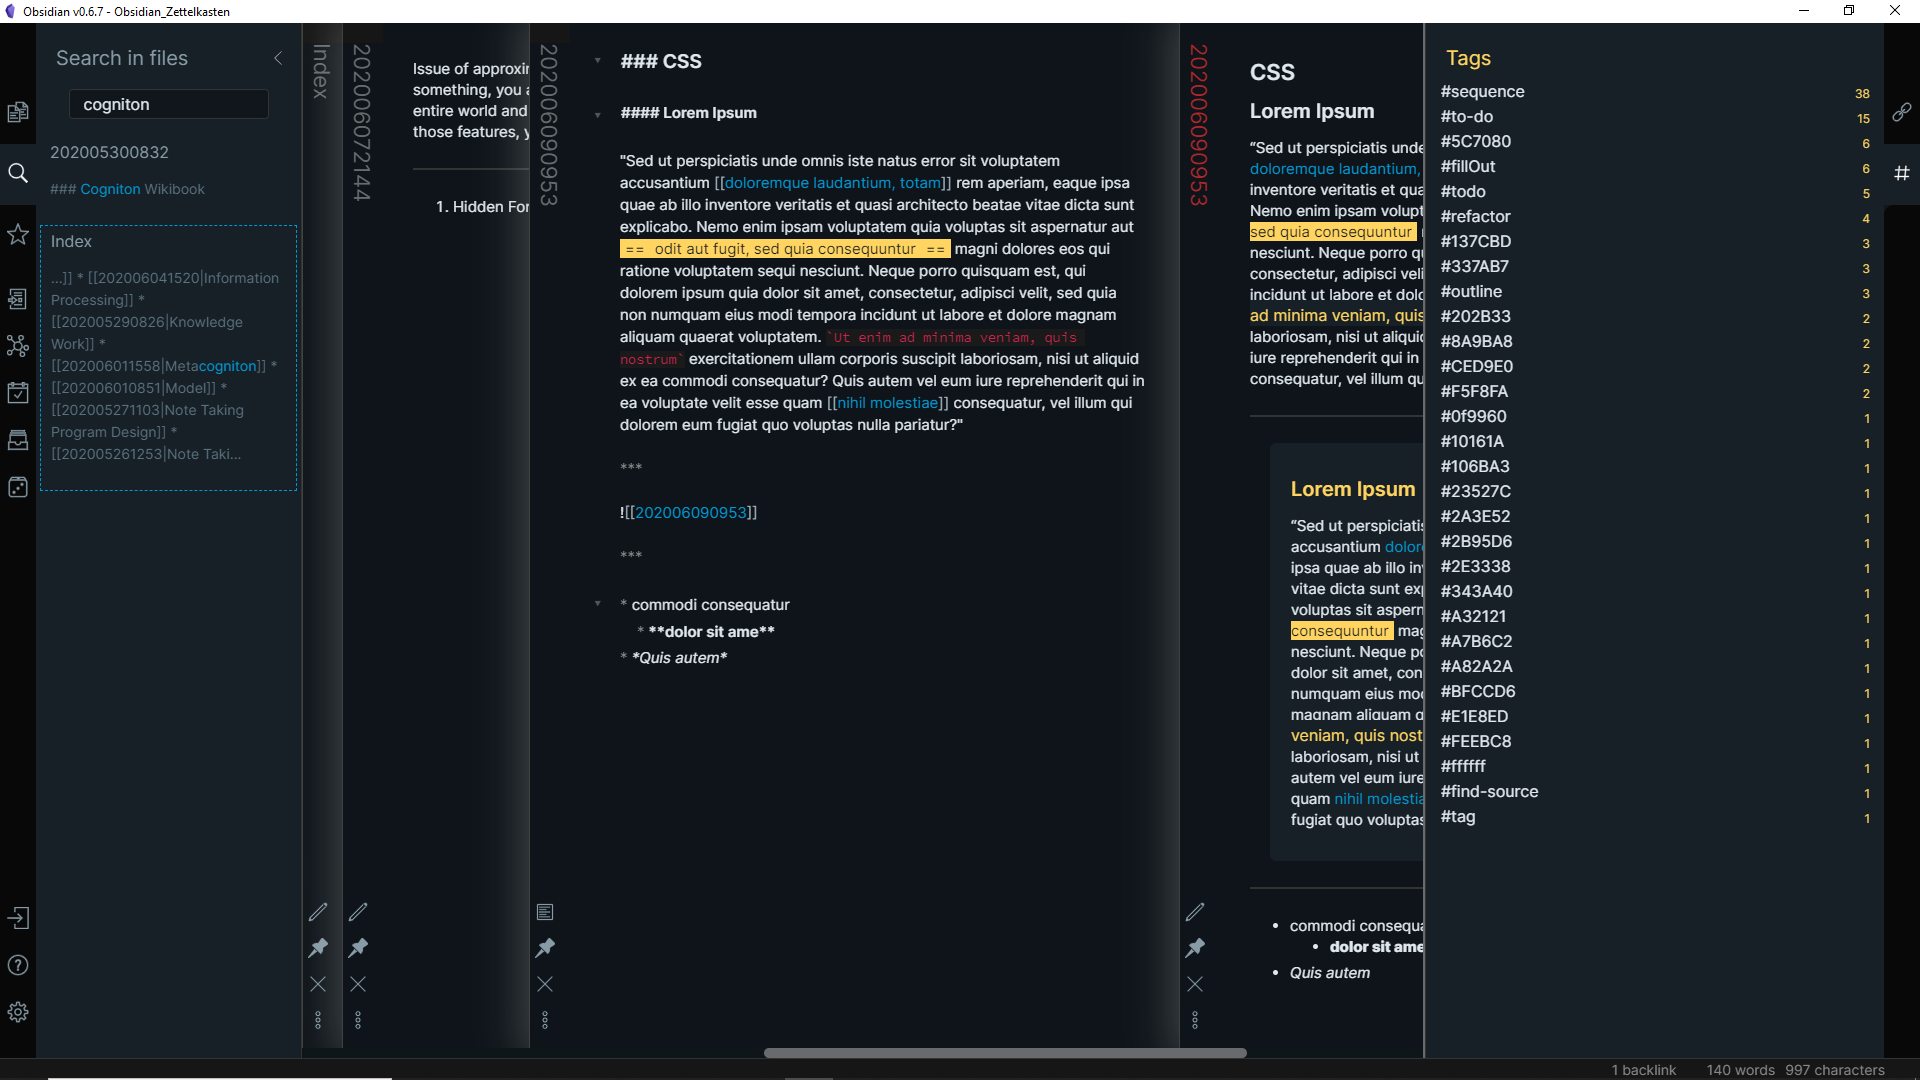 Obsidian v0.6.7 - Obsidian_Zettelkasten
Search in files
cogniton
202005300832
### Cogniton Wikibook
Index
...]] * [[202006041520|Information
Processing]] *
[[202005290826|Knowledge
Work]] *
[[202006011558|Metacogniton]] *
[[202006010851|Model]] *
[[202005271103|Note Taking
Program Design]] *
[[202005261253|Note Taki...
Index
202006072144
Issue of approxi
something, you
entire world and
those features,
1. Hidden For
202006090953
### CSS
#### Lorem Ipsum
"Sed ut perspiciatis unde omnis iste natus error sit voluptatem
accusantium [[doloremque laudantium, totam]] rem aperiam, eaque ipsa
quae ab illo inventore veritatis et quasi architecto beatae vitae dicta sunt
explicabo. Nemo enim ipsam voluptatem quia voluptas sit aspernatur aut
== odit aut fugit, sed quia consequuntur == magni dolores eos qui
ratione voluptatem sequi nesciunt. Neque porro quisquam est, qui
dolorem ipsum quia dolor sit amet, consectetur, adipisci velit, sed quia
non numquam eius modi tempora incidunt ut labore et dolore magnam
aliquam quaerat voluptatem. `Ut enim ad minima veniam, quis
nostrum` exercitationem ullam corporis suscipit laboriosam, nisi ut aliquid
ex ea commodi consequatur? Quis autem vel eum iure reprehenderit qui in
ea voluptate velit esse quam [[nihil molestiae]] consequatur, vel illum qui
dolorem eum fugiat quo voluptas nulla pariatur?"
***
![[202006090953]]
***
* commodi consequatur
* **dolor sit ame**
* *Quis autem*
202006090953
CSS
Lorem Ipsum
“Sed ut perspiciatis unde
doloremque laudantium,
inventore veritatis et qua
Nemo enim ipsam volupt
sed quia consequuntur
nesciunt. Neque porro q
consectetur, adipisci veli
incidunt ut labore et dolo
ad minima veniam, quis
laboriosam, nisi ut aliquid
iure reprehenderit qui in
consequatur, vel illum qu
Lorem Ipsum
“Sed ut perspiciatis
accusantium dolor
ipsa quae ab illo in
vitae dicta sunt exp
voluptas sit aspern
consequuntur mag
nesciunt. Neque po
dolor sit amet, con
numquam eius mod
magnam aliquam q
veniam, quis nost
laboriosam, nisi ut
autem vel eum iure
quam nihil molestia
fugiat quo voluptas
• commodi consequa
• dolor sit ame
• Quis autem
Tags
#sequence 38
#to-do 15
#5C7080 6
#fillOut 6
#todo 5
#refactor 4
#137CBD 3
#337AB7 3
#outline 3
#202B33 2
#8A9BA8 2
#CED9E0 2
#F5F8FA 2
#0f9960 1
#10161A 1
#106BA3 1
#23527C 1
#2A3E52 1
#2B95D6 1
#2E3338 1
#343A40 1
#A32121 1
#A7B6C2 1
#A82A2A 1
#BFCCD6 1
#E1E8ED 1
#FEEBC8 1
#ffffff 1
#find-source 1
#tag 1
1 backlink 140 words 997 characters